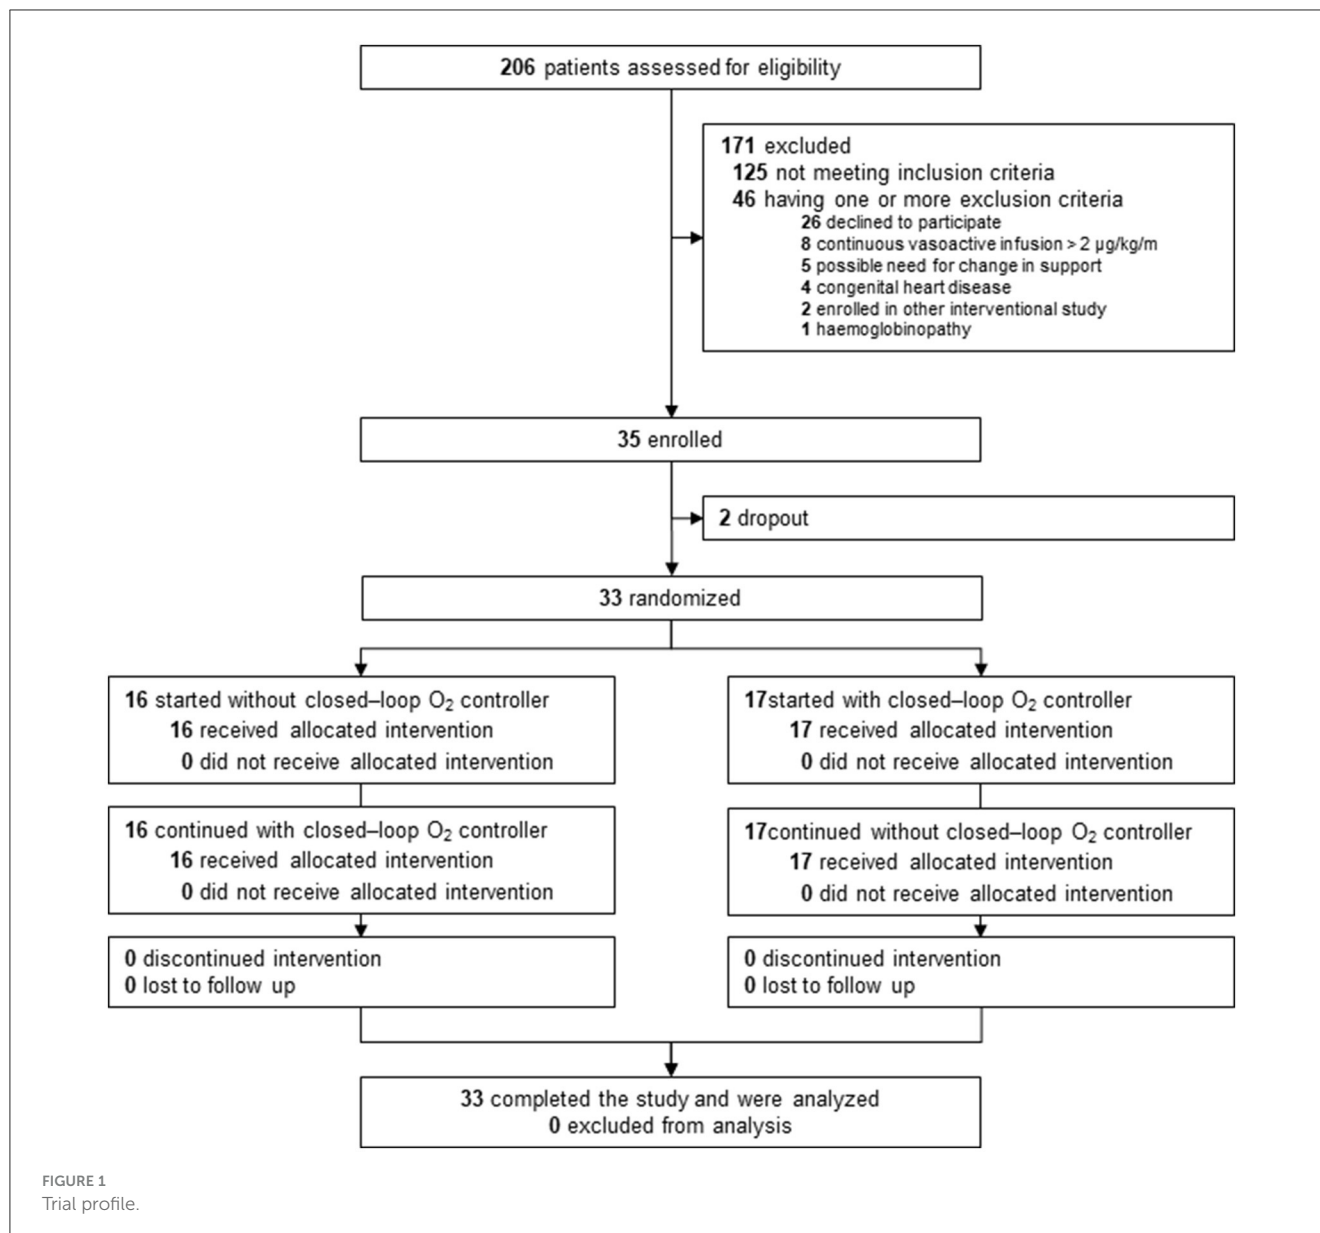 206 patients assessed for eligibility
171 excluded
125 not meeting inclusion criteria
46 having one or more exclusion criteria
26 declined to participate
8 continuous vasoactive infusion > 2 µg/kg/m
5 possible need for change in support
4 congenital heart disease
2 enrolled in other interventional study
1 haemoglobinopathy
35 enrolled
2 dropout
33 randomized
16 started without closed–loop O₂ controller
16 received allocated intervention
0 did not receive allocated intervention
17started with closed–loop O₂ controller
17 received allocated intervention
0 did not receive allocated intervention
16 continued with closed–loop O₂ controller
16 received allocated intervention
0 did not receive allocated intervention
17continued without closed–loop O₂ controller
17 received allocated intervention
0 did not receive allocated intervention
0 discontinued intervention
0 lost to follow up
0 discontinued intervention
0 lost to follow up
33 completed the study and were analyzed
0 excluded from analysis
FIGURE 1
Trial profile.